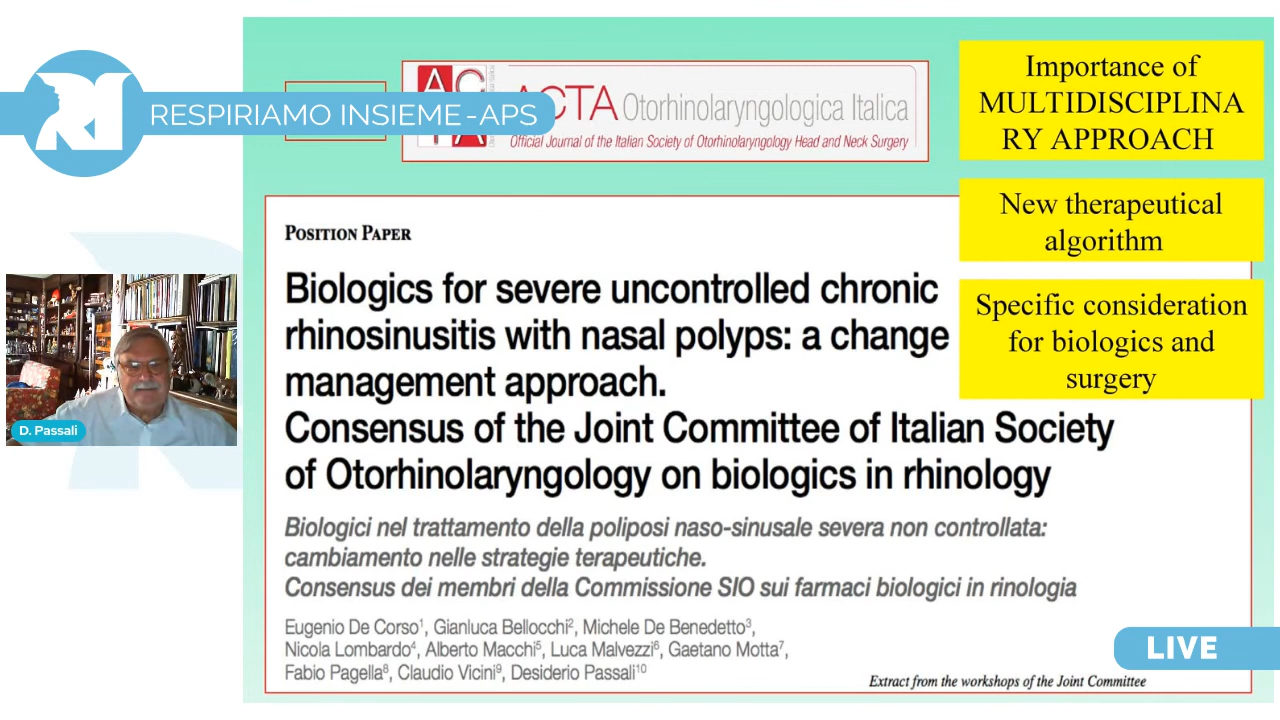 RESPIRIAMO INSIEME-APS
ACTA Otorhinolaryngologica Italica
Official Journal of the Italian Society of Otorhinolaryngology Head and Neck Surgery
Importance of
MULTIDISCIPLINA
RY APPROACH
New therapeutical
algorithm
Specific consideration
for biologics and
surgery
POSITION PAPER
Biologics for severe uncontrolled chronic
rhinosinusitis with nasal polyps: a change
management approach.
Consensus of the Joint Committee of Italian Society
of Otorhinolaryngology on biologics in rhinology
Biologici nel trattamento della poliposi naso-sinusale severa non controllata:
cambiamento nelle strategie terapeutiche.
Consensus dei membri della Commissione SIO sui farmaci biologici in rinologia
Eugenio De Corso¹, Gianluca Bellocchi², Michele De Benedetto³,
Nicola Lombardo⁴, Alberto Macchi⁵, Luca Malvezzi⁶, Gaetano Motta⁷,
Fabio Pagella⁸, Claudio Vicini⁹, Desiderio Passali¹⁰
Extract from the workshops of the Joint Committee
D. Passali
LIVE